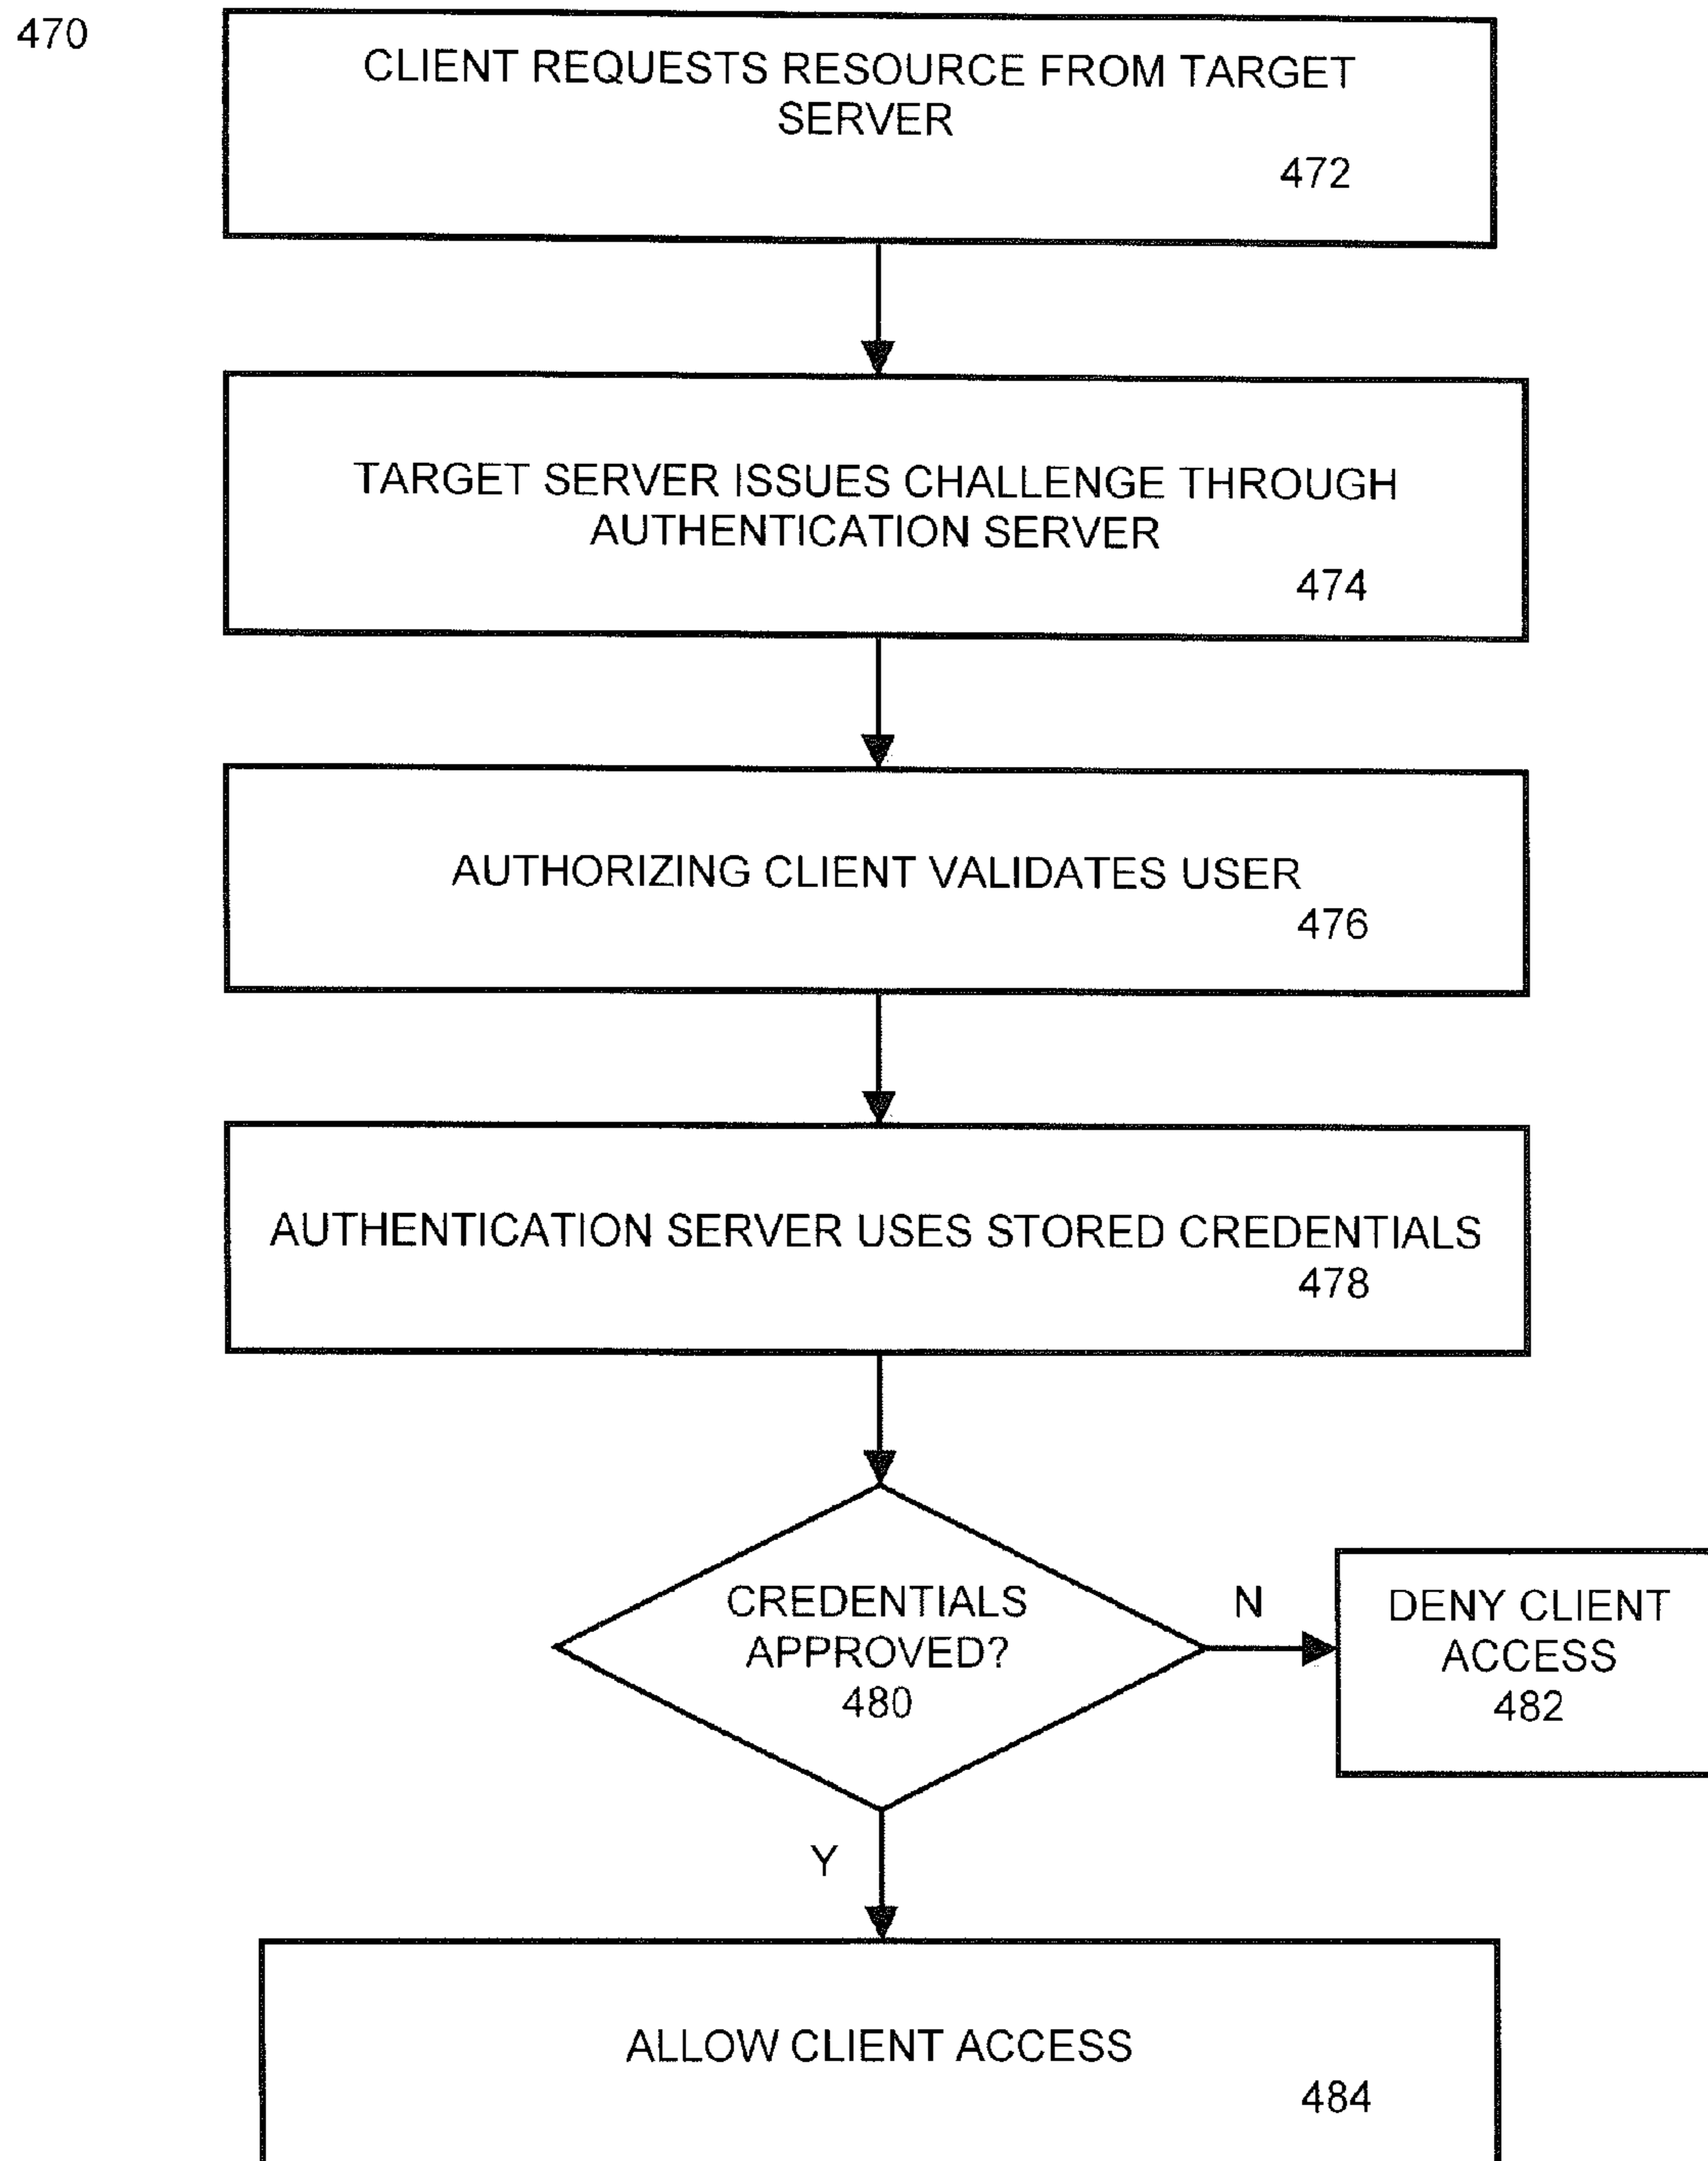 470
CLIENT REQUESTS RESOURCE FROM TARGET
SERVER
472
TARGET SERVER ISSUES CHALLENGE THROUGH
AUTHENTICATION SERVER
474
AUTHORIZING CLIENT VALIDATES USER
476
AUTHENTICATION SERVER USES STORED CREDENTIALS
478
CREDENTIALS
APPROVED?
480
N
DENY CLIENT
ACCESS
482
Y
ALLOW CLIENT ACCESS
484